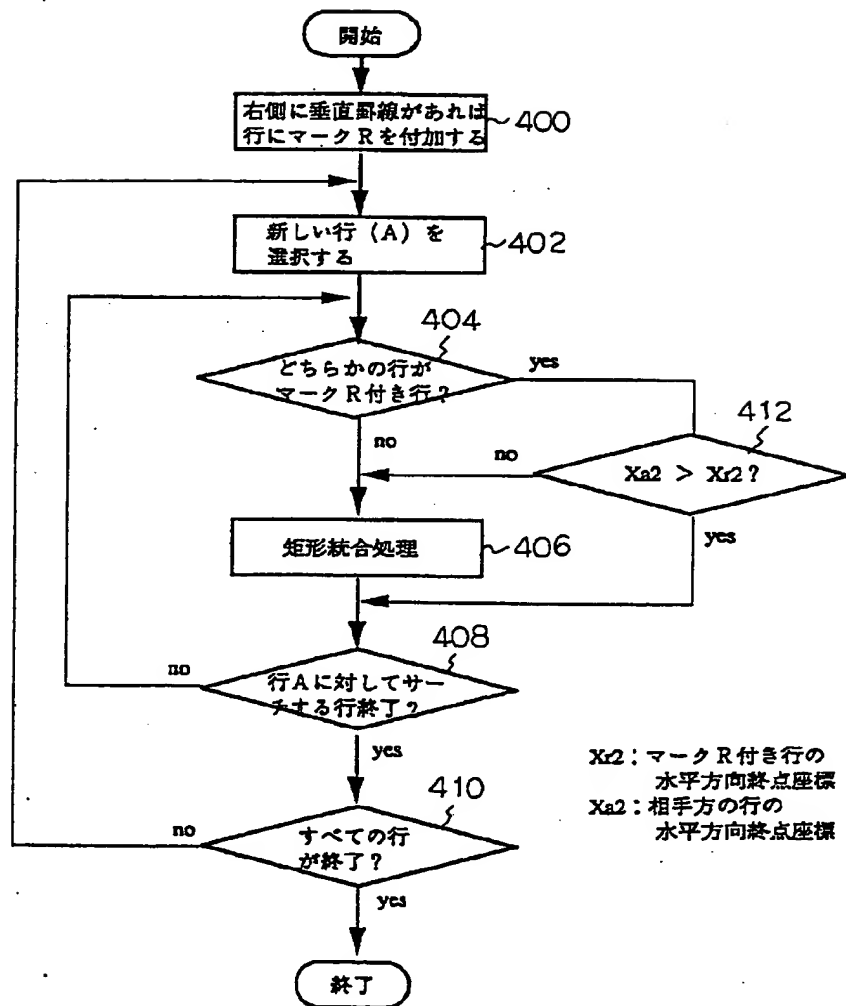 開始
右側に垂直罫線があれば
行にマークRを付加する
400
新しい行（A）を
選択する
402
404
どちらかの行が
マークR付き行？
yes
no
412
Xa2 > Xr2？
no
yes
矩形統合処理
406
408
行Aに対してサー
チする行終了？
no
yes
Xr2：マークR付き行の
水平方向終点座標
Xa2：相手方の行の
水平方向終点座標
410
すべての行
が終了？
no
yes
終了